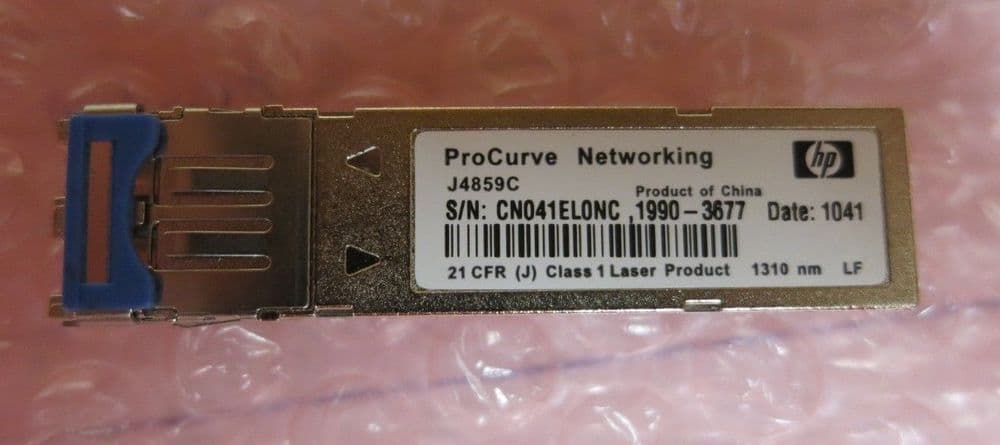 ProCurve Networking
hp
J4859C
Product of China
S/N: CN041EL0NC ,1990-3677 Date: 1041
21 CFR (J) Class 1 Laser Product 1310 nm LF